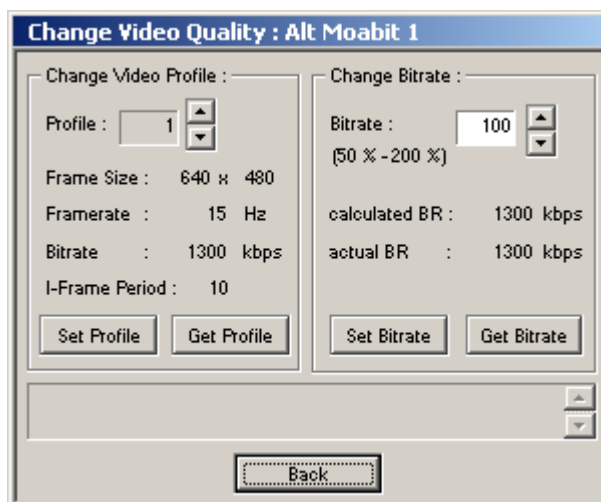 Change Video Quality : Alt Moabit 1
Change Video Profile :
Profile : 1
Frame Size : 640 x 480
Framerate : 15 Hz
Bitrate : 1300 kbps
I-Frame Period : 10
Set Profile Get Profile
Change Bitrate :
Bitrate : 100
(50 % -200 %)
calculated BR : 1300 kbps
actual BR : 1300 kbps
Set Bitrate Get Bitrate
Back